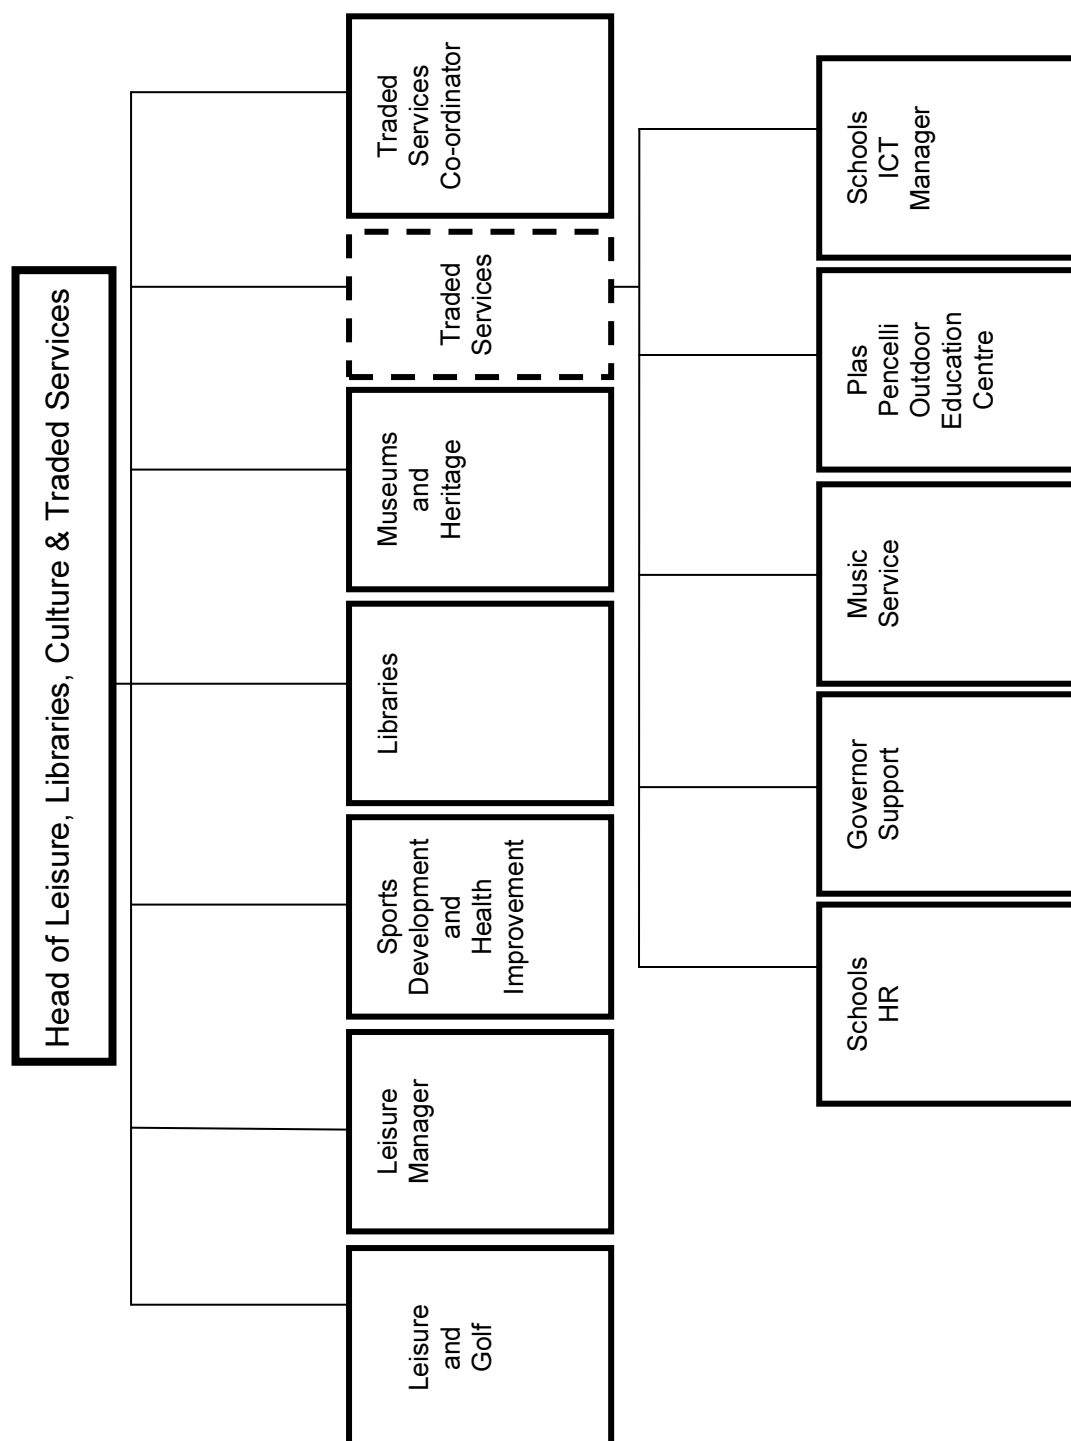 Head of Leisure, Libraries, Culture & Traded Services
Leisure
and
Golf
Leisure
Manager
Sports
Development
and
Health
Improvement
Libraries
Museums
and
Heritage
Traded
Services
Traded
Services
Co-ordinator
Schools
HR
Governor
Support
Music
Service
Plas
Pencelli
Outdoor
Education
Centre
Schools
ICT
Manager